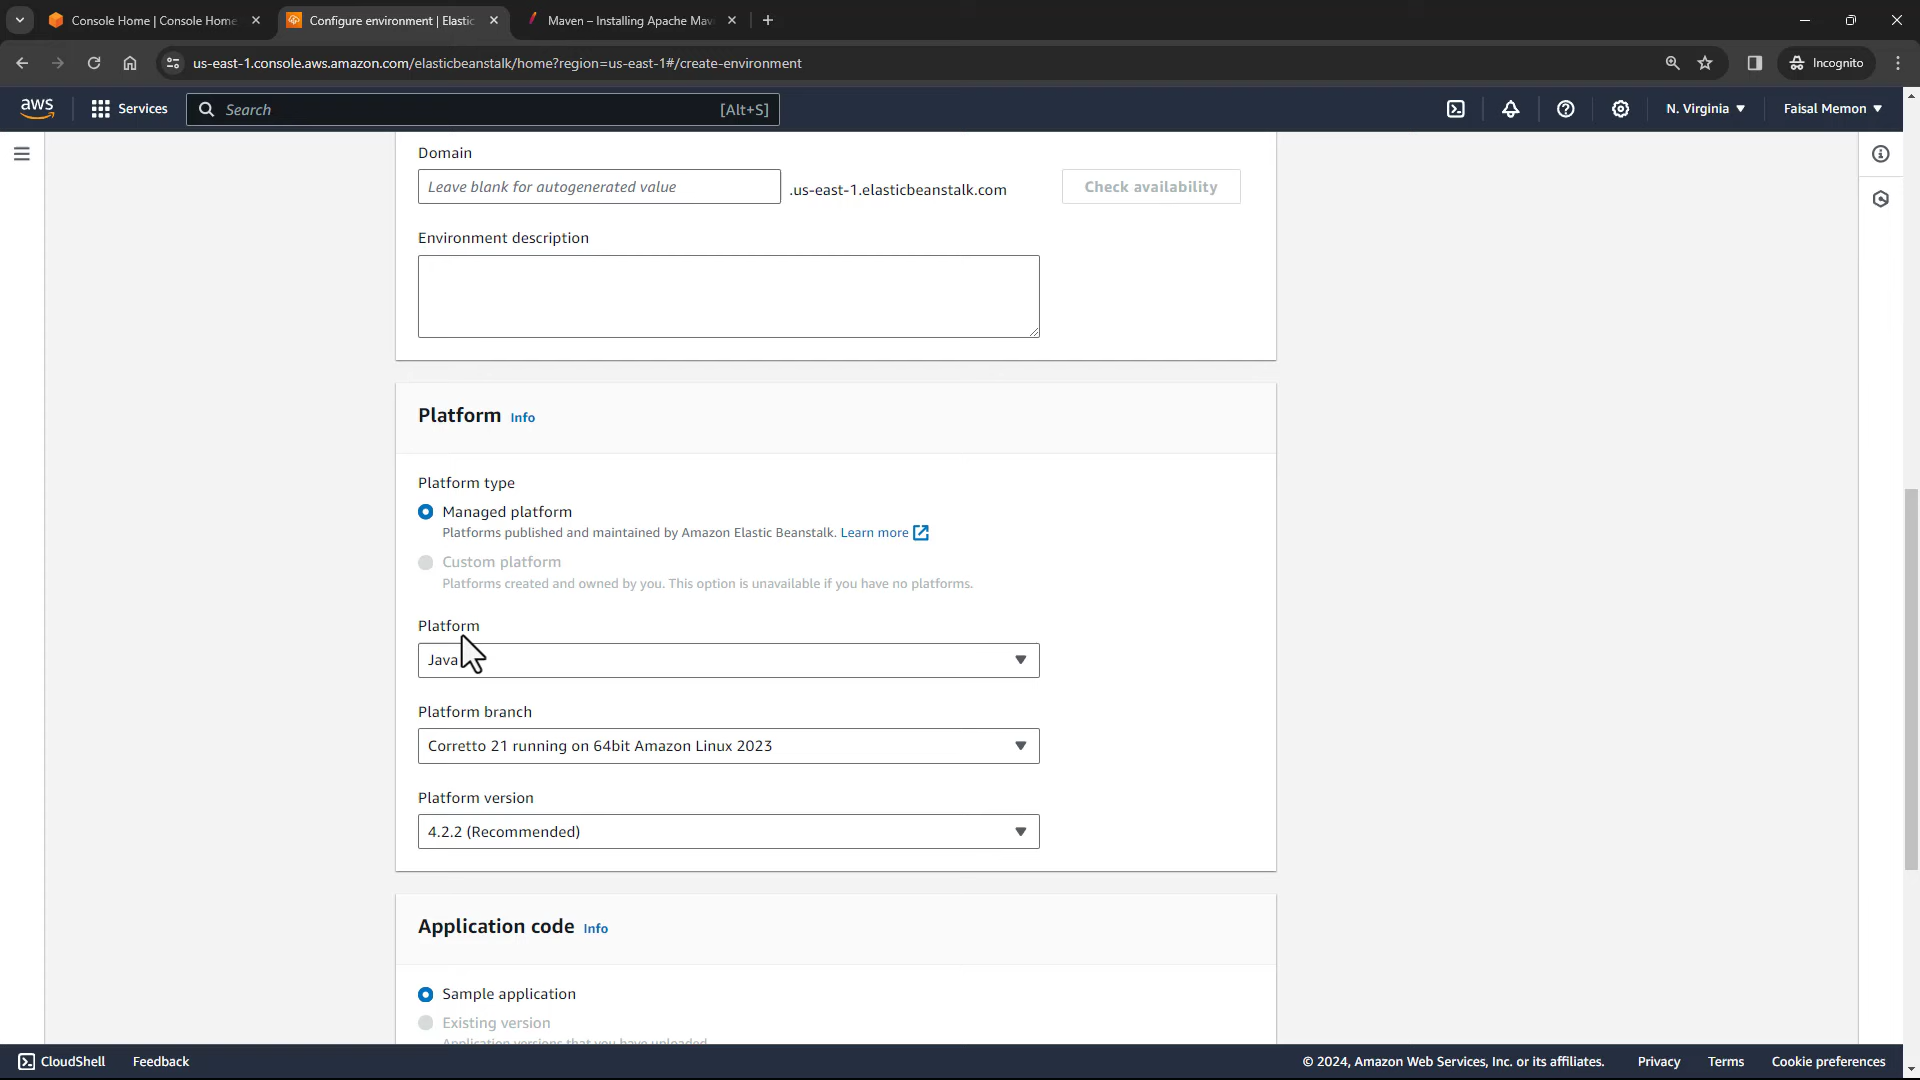 Console Home | Console Home
Configure environment | Elastic
Maven – Installing Apache Mav
us-east-1.console.aws.amazon.com/elasticbeanstalk/home?region=us-east-1#/create-environment
Incognito
aws
Services
Search
[Alt+S]
N. Virginia
Faisal Memon
Domain
Leave blank for autogenerated value
.us-east-1.elasticbeanstalk.com
Check availability
Environment description
Platform Info
Platform type
Managed platform
Platforms published and maintained by Amazon Elastic Beanstalk. Learn more
Custom platform
Platforms created and owned by you. This option is unavailable if you have no platforms.
Platform
Java
Platform branch
Corretto 21 running on 64bit Amazon Linux 2023
Platform version
4.2.2 (Recommended)
Application code Info
Sample application
Existing version
Application versions that you have uploaded.
CloudShell
Feedback
© 2024, Amazon Web Services, Inc. or its affiliates.
Privacy
Terms
Cookie preferences